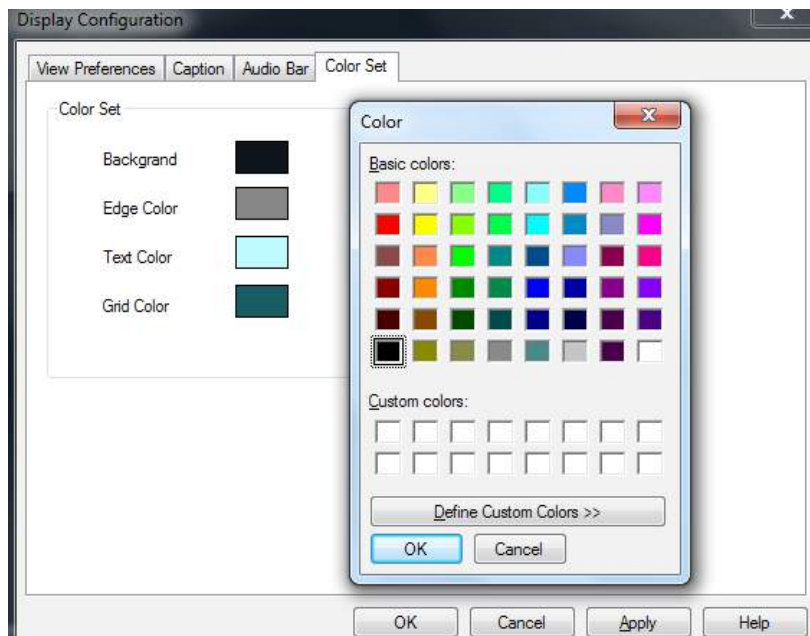 Display Configuration
View Preferences Caption Audio Bar Color Set
Color Set
Backgrand
Edge Color
Text Color
Grid Color
Color
Basic colors:
Custom colors:
Define Custom Colors >>
OK Cancel
OK Cancel Apply Help